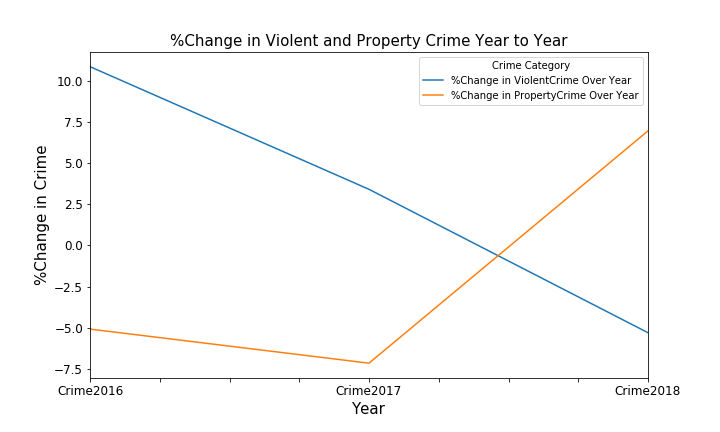 %Change in Violent and Property Crime Year to Year
Crime Category
%Change in ViolentCrime Over Year
%Change in PropertyCrime Over Year
%Change in Crime
10.0
7.5
5.0
2.5
0.0
−2.5
−5.0
−7.5
Crime2016
Crime2017
Crime2018
Year